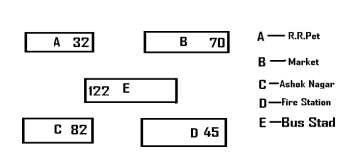 A 32
B 70
122 E
C 82
D 45
A — R.R.Pet
B — Market
C — Ashok Nagar
D — Fire Station
E — Bus Stad